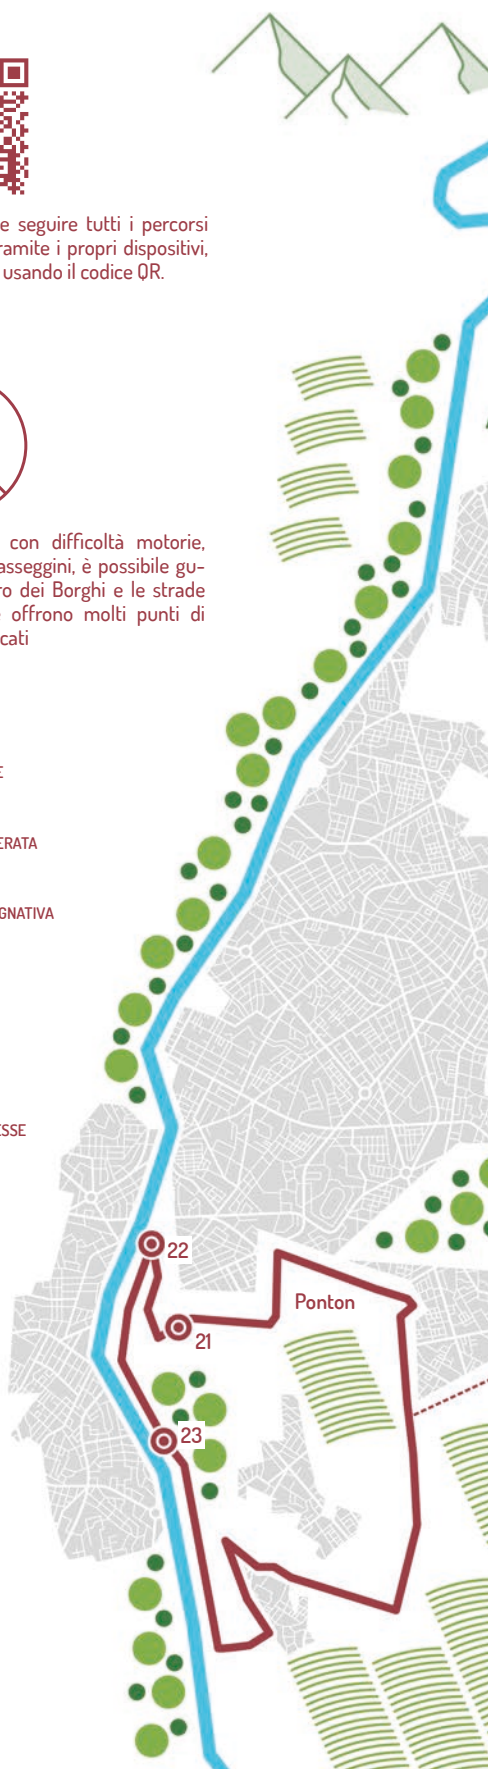 e seguire tutti i percorsi
ramite i propri dispositivi,
usando il codice QR.
con difficoltà motorie,
asseggini, è possibile gu-
ro dei Borghi e le strade
e offrono molti punti di
cati
E
ERATA
GNATIVA
ESSE
22
Ponton
21
23